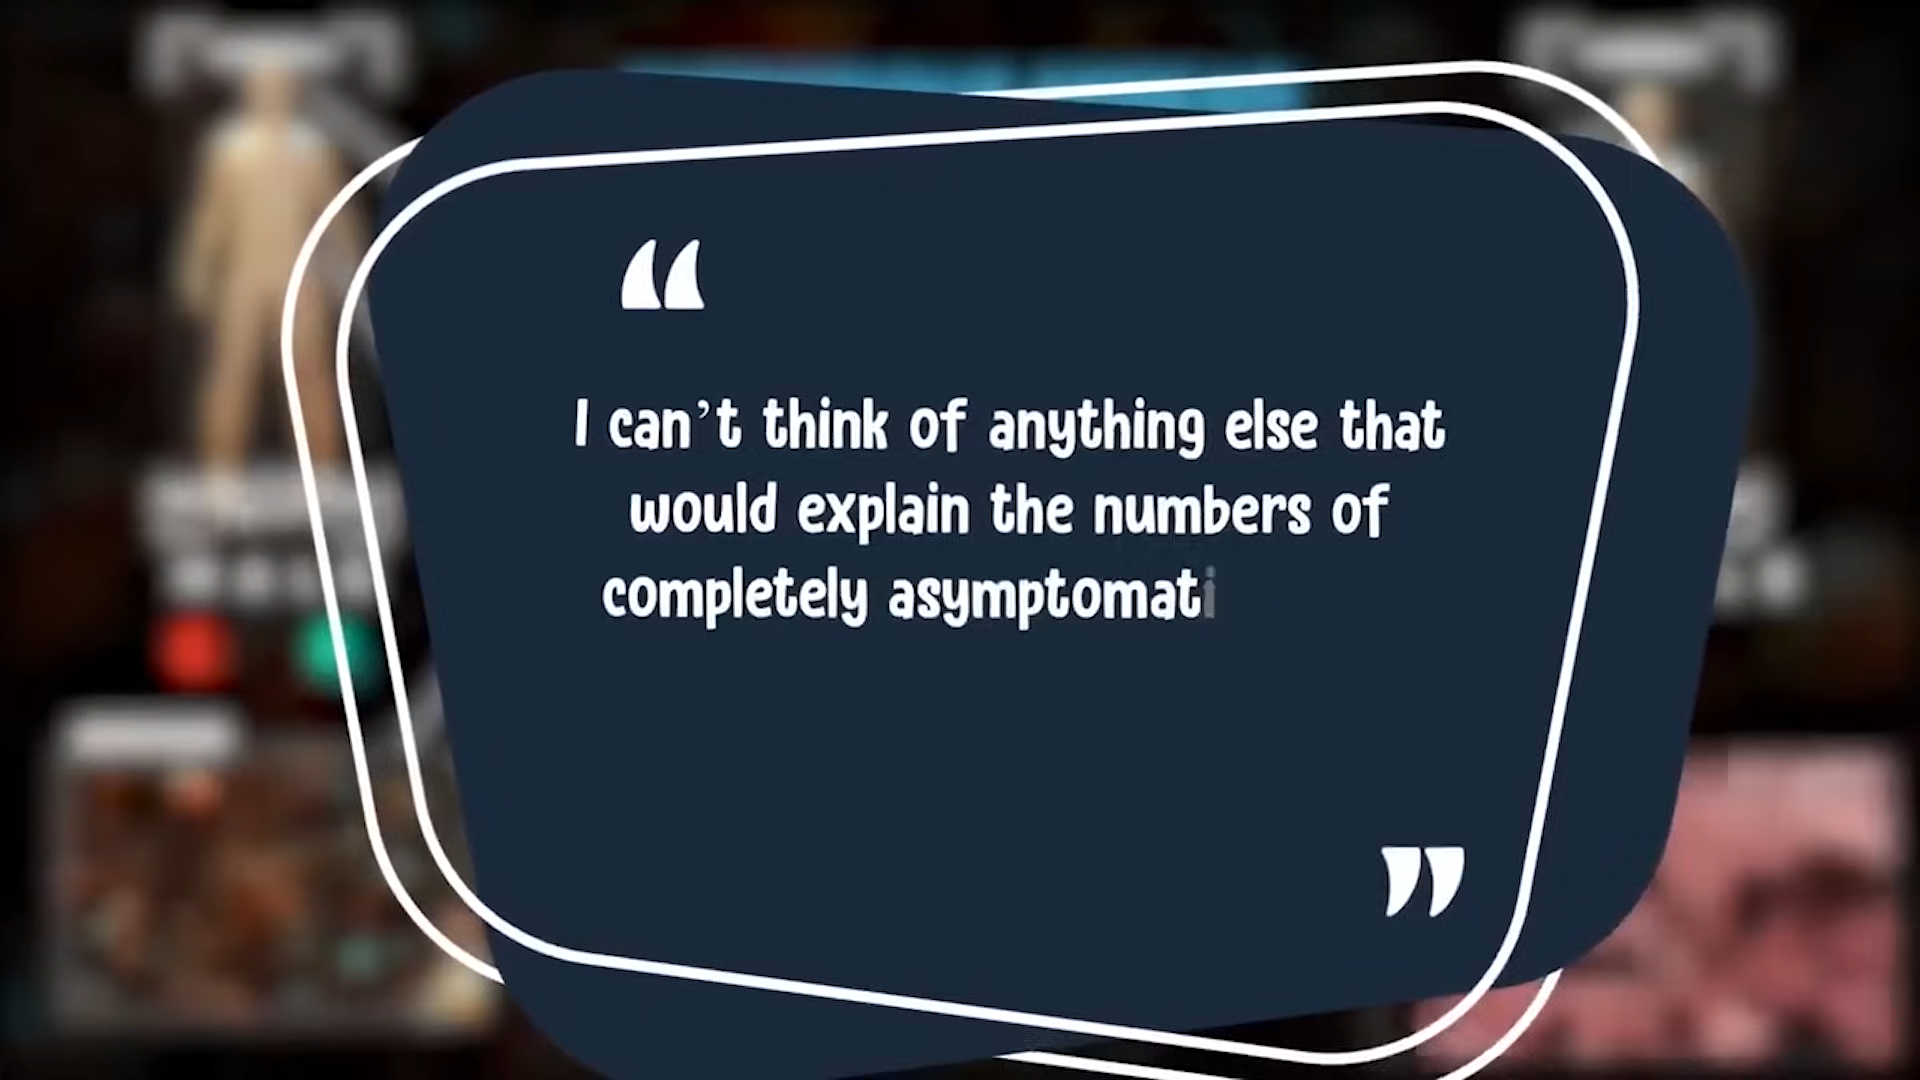 “
I can’t think of anything else that
would explain the numbers of
completely asymptomati
”